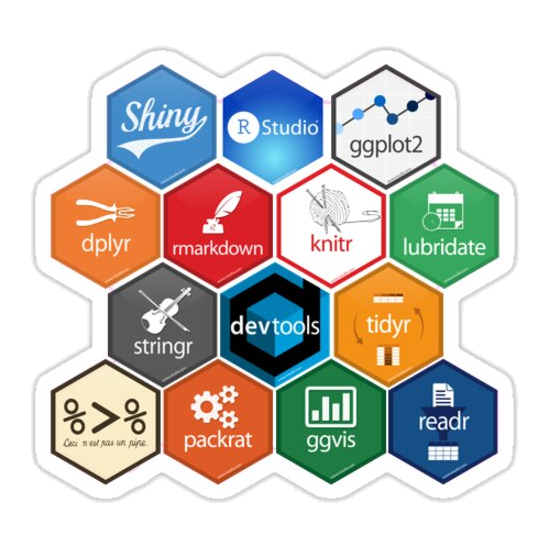 Shiny
R Studio
ggplot2
dplyr
rmarkdown
knitr
lubridate
stringr
devtools
tidyr
%>%
Ceci n'est pas un pipe.
packrat
ggvis
readr